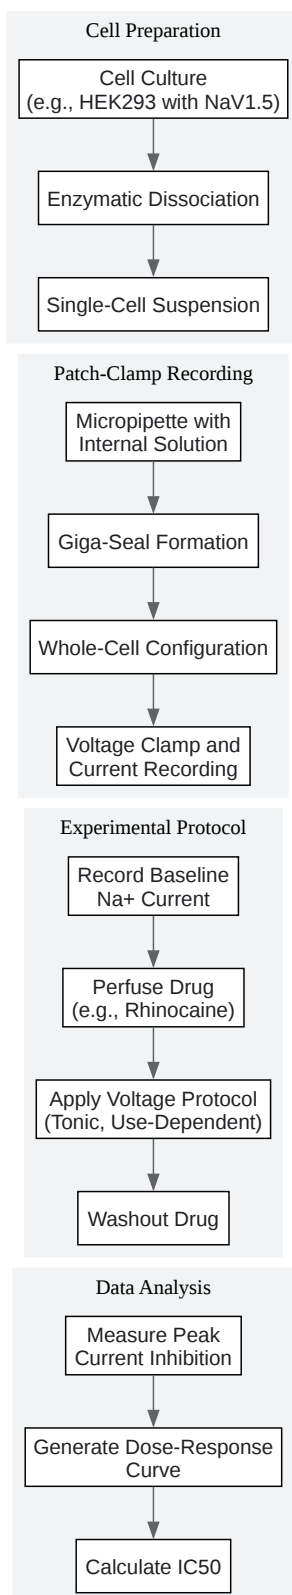 Cell Preparation
Cell Culture
(e.g., HEK293 with NaV1.5)
Enzymatic Dissociation
Single-Cell Suspension
Patch-Clamp Recording
Micropipette with
Internal Solution
Giga-Seal Formation
Whole-Cell Configuration
Voltage Clamp and
Current Recording
Experimental Protocol
Record Baseline
Na+ Current
Perfuse Drug
(e.g., Rhinocaine)
Apply Voltage Protocol
(Tonic, Use-Dependent)
Washout Drug
Data Analysis
Measure Peak
Current Inhibition
Generate Dose-Response
Curve
Calculate IC50